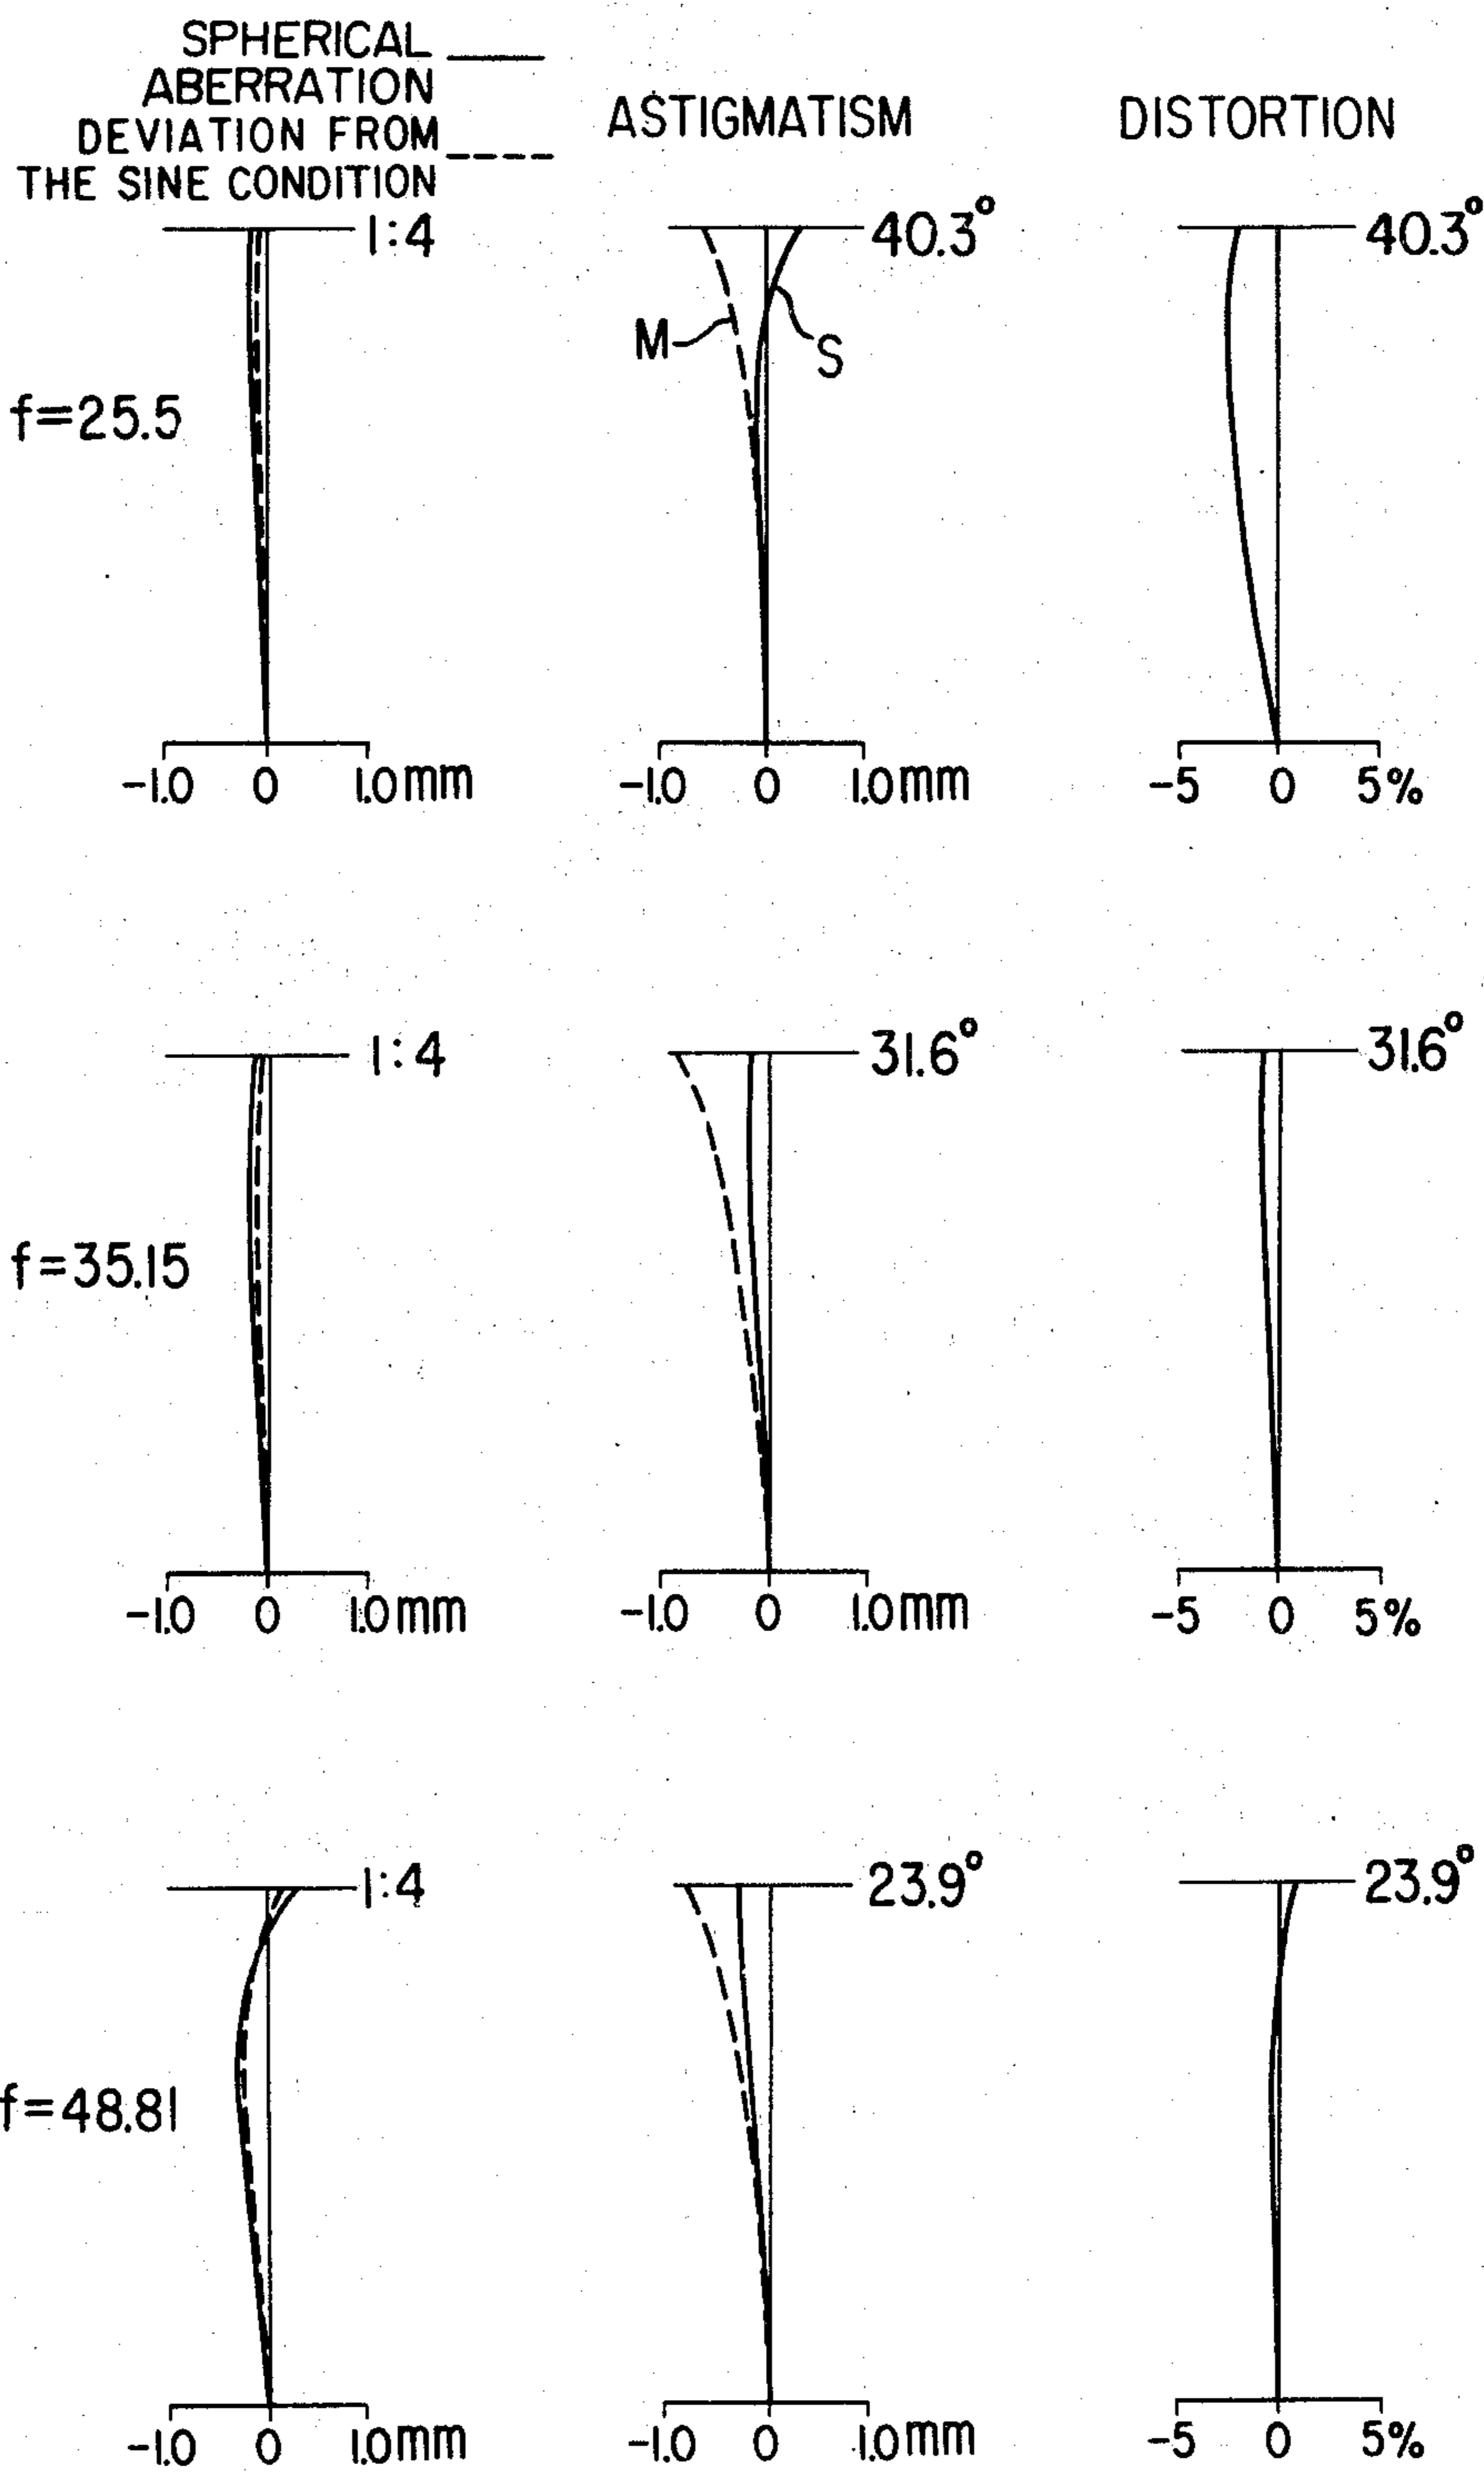 SPHERICAL
ABERRATION
DEVIATION FROM
THE SINE CONDITION
ASTIGMATISM
DISTORTION
f=25.5
1:4
-1.0 0 1.0mm
40.3°
M
S
-1.0 0 1.0mm
40.3°
-5 0 5%
f=35.15
1:4
-1.0 0 1.0mm
31.6°
-1.0 0 1.0mm
31.6°
-5 0 5%
f=48.81
1:4
-1.0 0 1.0mm
23.9°
-1.0 0 1.0mm
23.9°
-5 0 5%